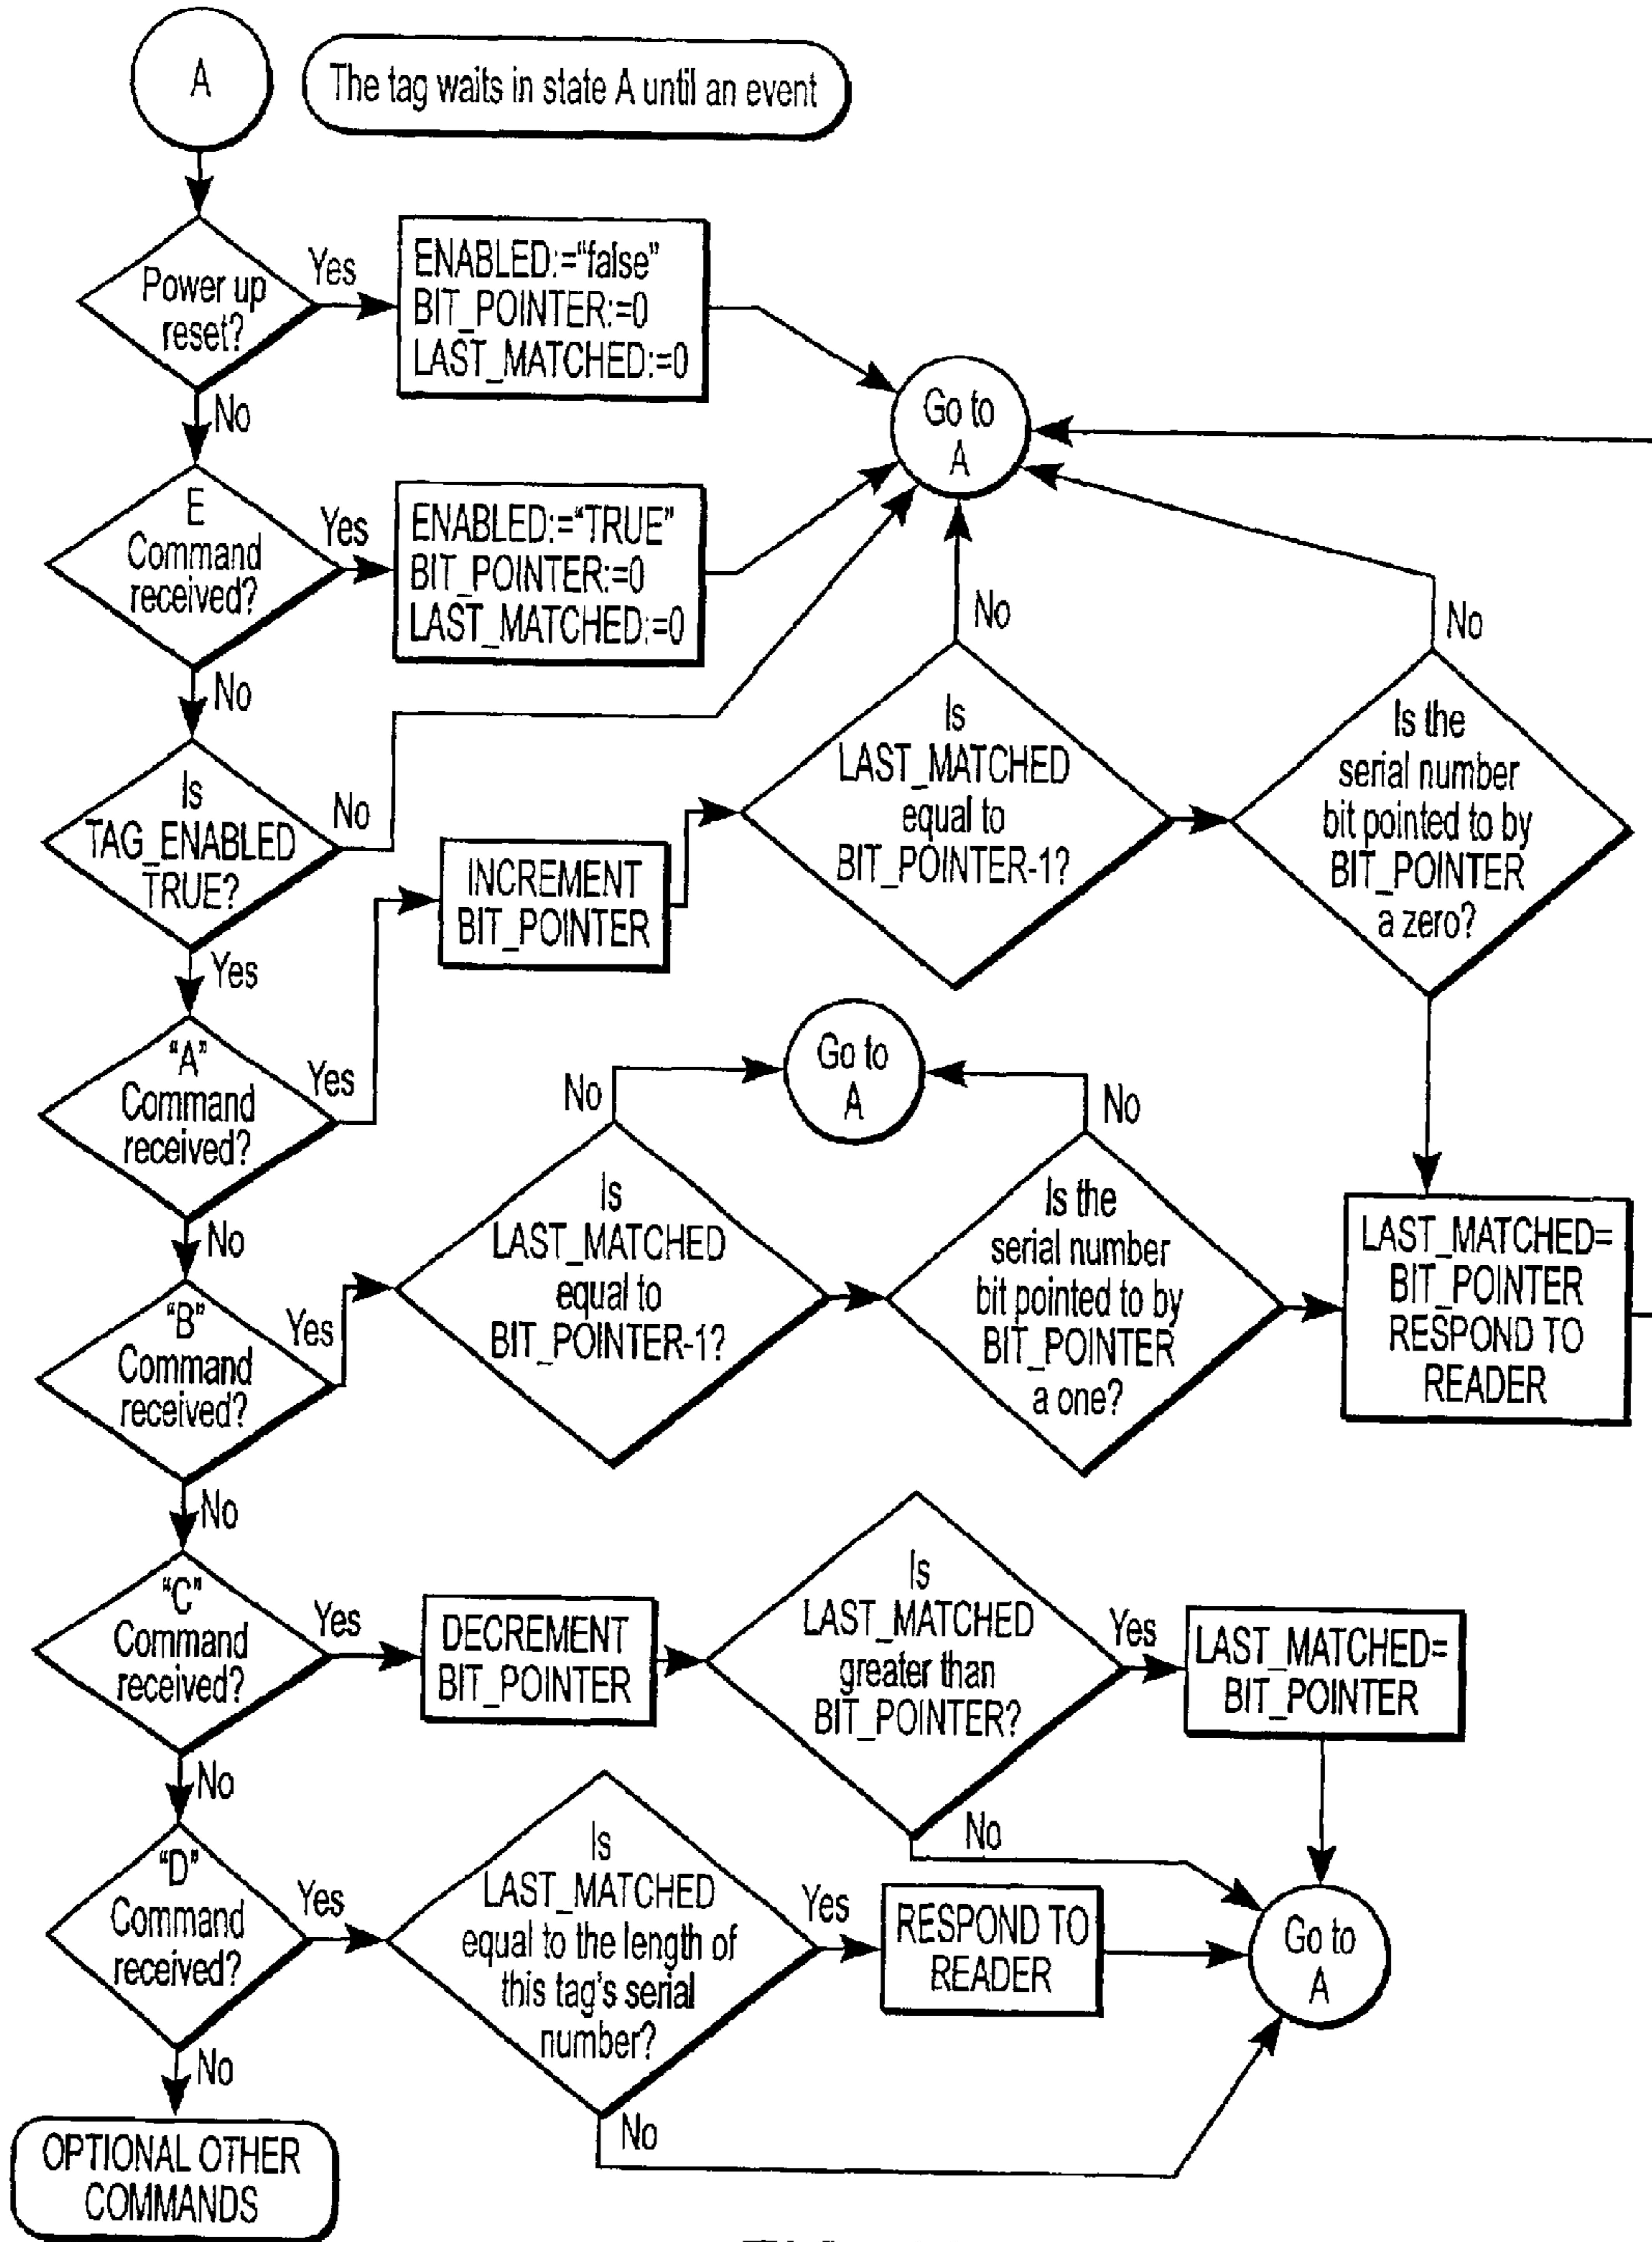 A
The tag waits in state A until an event
Power up
reset?
Yes
ENABLED:="false"
BIT_POINTER:=0
LAST_MATCHED:=0
No
Go to
A
E
Command
received?
Yes
ENABLED:="TRUE"
BIT_POINTER:=0
LAST_MATCHED:=0
No
Is
TAG_ENABLED
TRUE?
No
Yes
"A"
Command
received?
Yes
INCREMENT
BIT_POINTER
Is
LAST_MATCHED
equal to
BIT_POINTER-1?
No
Is the
serial number
bit pointed to by
BIT_POINTER
a zero?
No
No
"B"
Command
received?
Yes
Is
LAST_MATCHED
equal to
BIT_POINTER-1?
No
Go to
A
Is the
serial number
bit pointed to by
BIT_POINTER
a one?
No
LAST_MATCHED=
BIT_POINTER
RESPOND TO
READER
No
"C"
Command
received?
Yes
DECREMENT
BIT_POINTER
Is
LAST_MATCHED
greater than
BIT_POINTER?
Yes
LAST_MATCHED=
BIT_POINTER
No
No
"D"
Command
received?
Yes
Is
LAST_MATCHED
equal to the length of
this tag's serial
number?
Yes
RESPOND TO
READER
Go to
A
No
No
OPTIONAL OTHER
COMMANDS